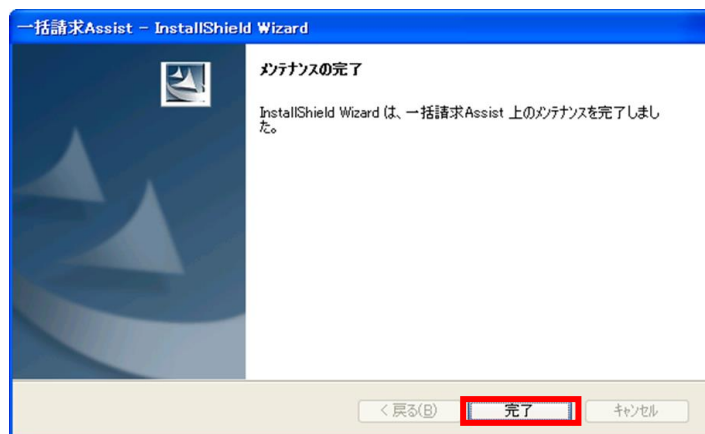 一括請求Assist - InstallShield Wizard
メンテナンスの完了
InstallShield Wizard は、一括請求Assist 上のメンテナンスを完了しまし
た。
< 戻る(B)
完了
キャンセル